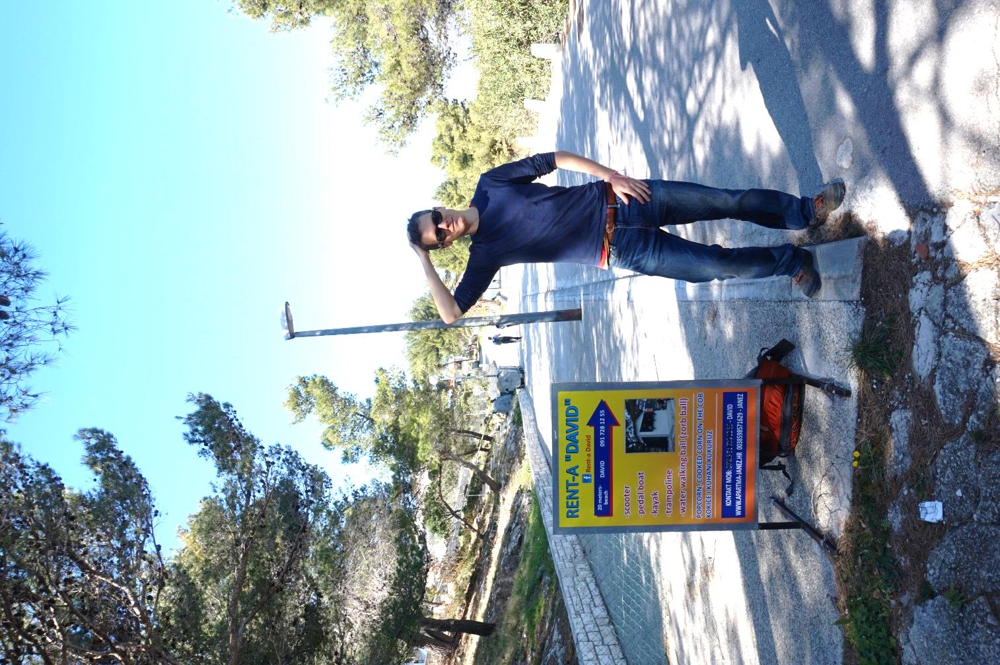 RENT-A "DAVID"
f Rent-a David
20 meters- DAVID 091 728 12 55
beach
-scooter
-pedal boat
-kayak
-trampoline
-water walking ball (zorb ball)
POPCORN, COOKED CORN ON THE COB
KOKICE I KUHANI KUKURUZ
KONTAKT MOB: - DAVID
WWW.APARTMA-JANEZ.HR 0038598571629 - JANEZ